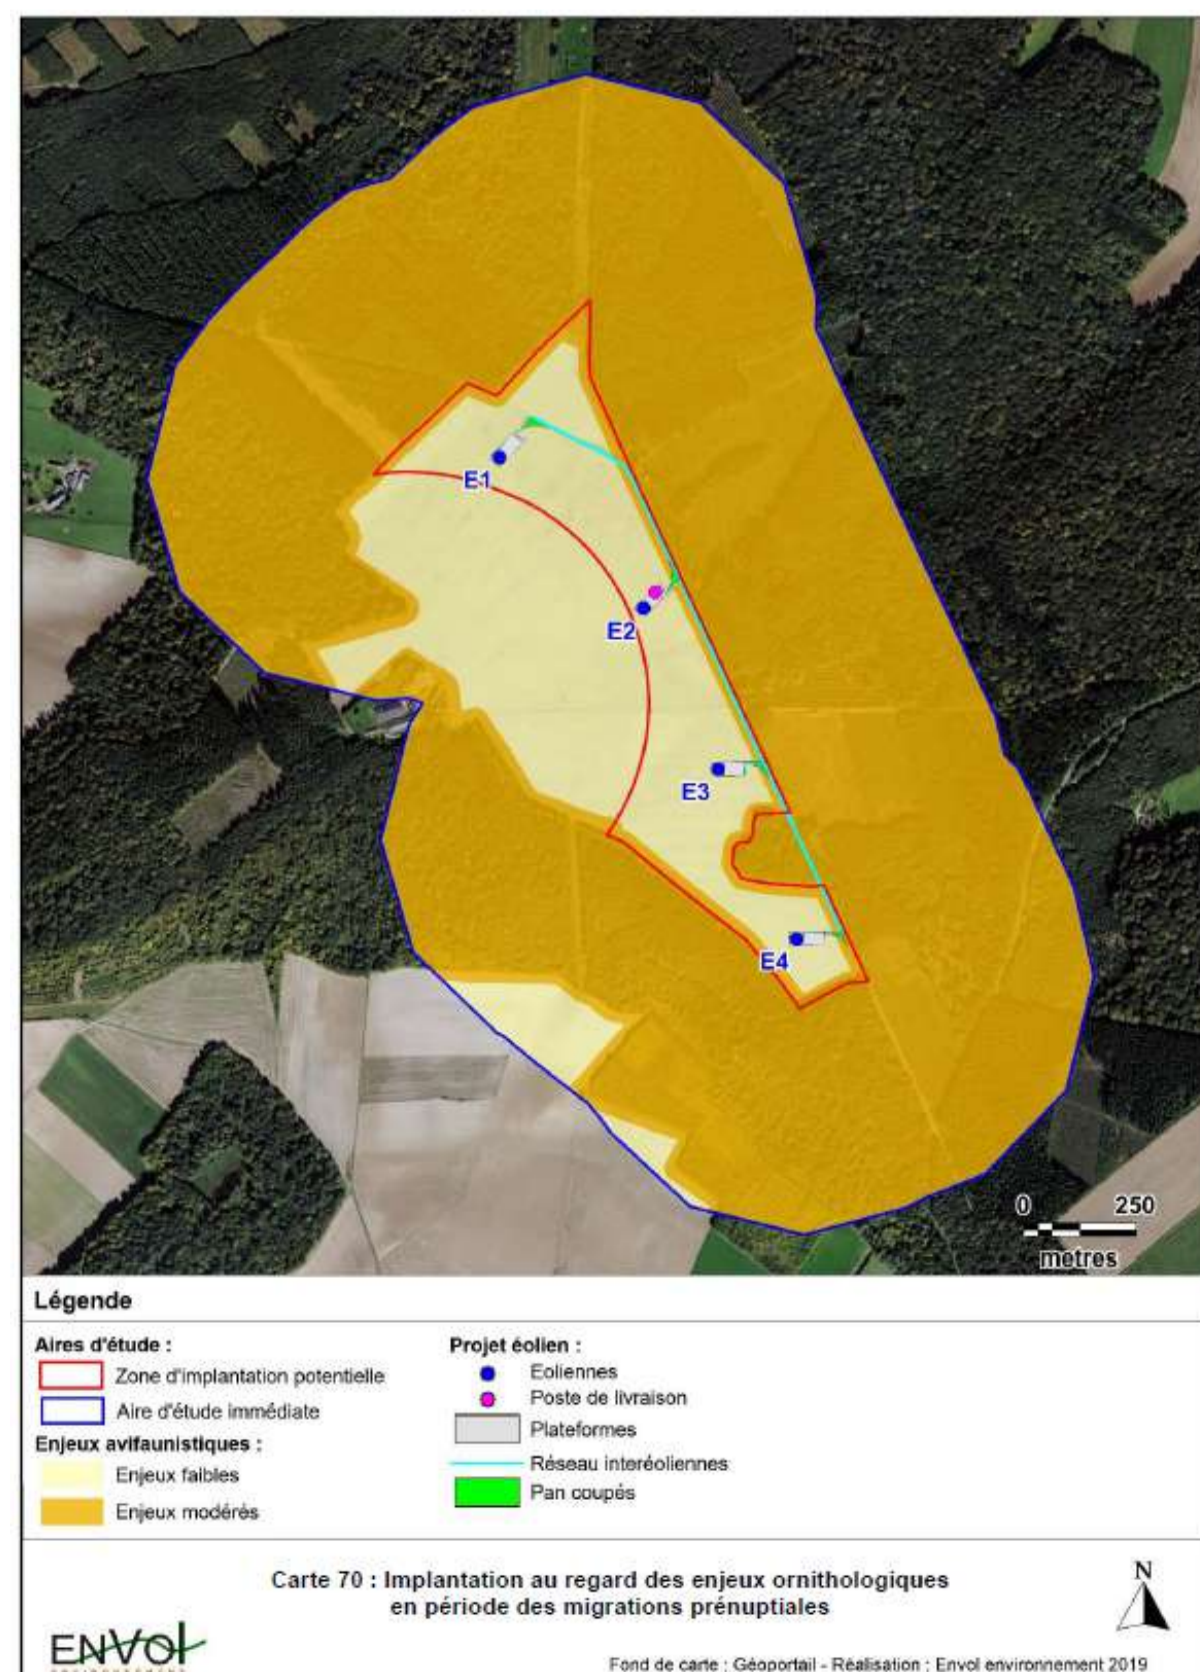 E1
E2
E3
E4
0 250
metres
Légende
Aires d'étude :
Zone d'implantation potentielle
Aire d'étude immédiate
Enjeux avifaunistiques :
Enjeux faibles
Enjeux modérés
Projet éolien :
Eoliennes
Poste de livraison
Plateformes
Réseau interéoliennes
Pan coupés
Carte 70 : Implantation au regard des enjeux ornithologiques
en période des migrations prénuptiales
N
ENVOl
Fond de carte : Géoportail - Réalisation : Envol environnement 2019